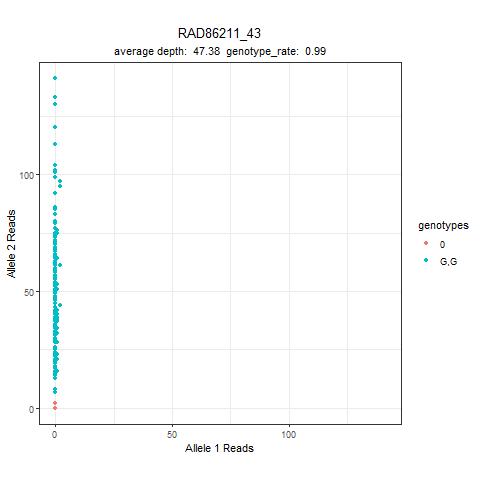 RAD86211_43
average depth:  47.38  genotype_rate:  0.99
Allele 2 Reads
100
50
0
0
50
100
Allele 1 Reads
genotypes
0
G,G